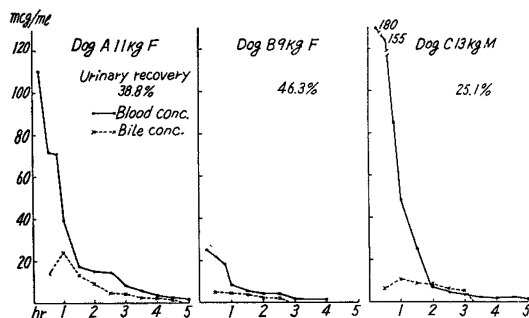 mcg/ml
120
100
80
60
40
20
Dog A 11kg F
Urinary recovery
38.8%
Blood conc.
Bile conc.
hr 1 2 3 4 5
Dog B 9kg F
46.3%
1 2 3 4 5
180
155
Dog C 13kg M
25.1%
1 2 3 4 5